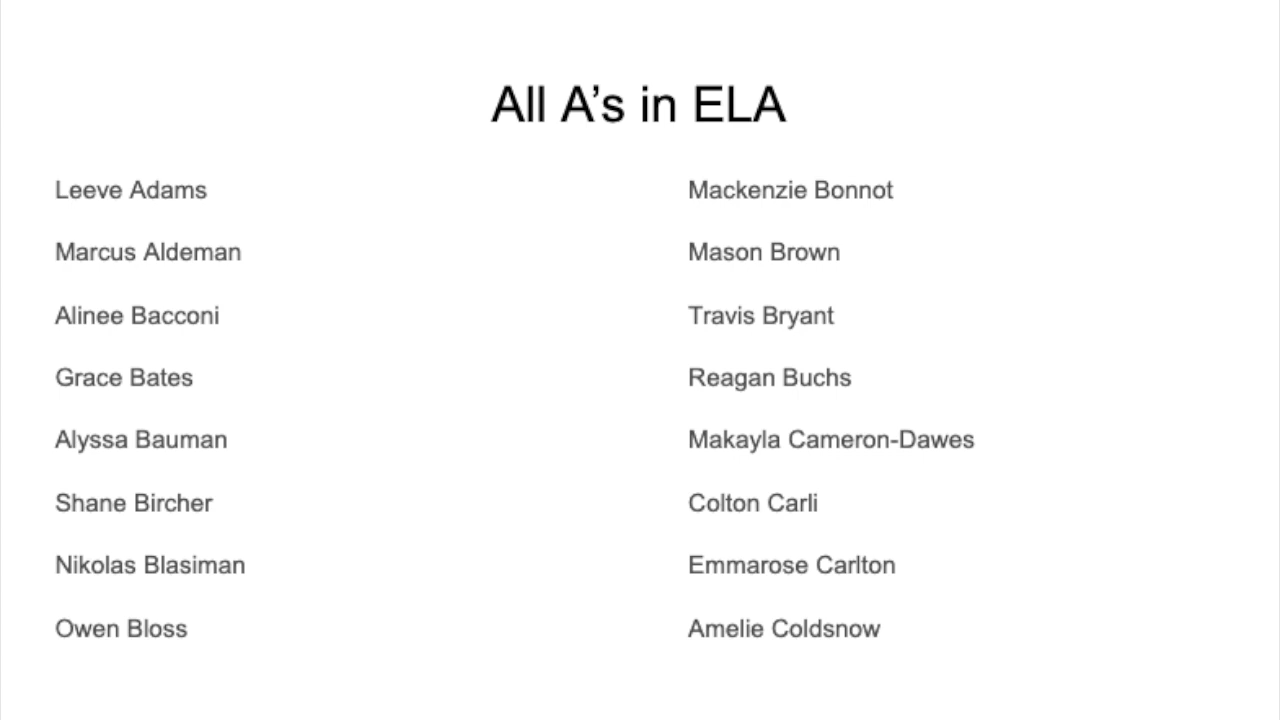 All A’s in ELA
Leeve Adams
Marcus Aldeman
Alinee Bacconi
Grace Bates
Alyssa Bauman
Shane Bircher
Nikolas Blasiman
Owen Bloss
Mackenzie Bonnot
Mason Brown
Travis Bryant
Reagan Buchs
Makayla Cameron-Dawes
Colton Carli
Emmarose Carlton
Amelie Coldsnow